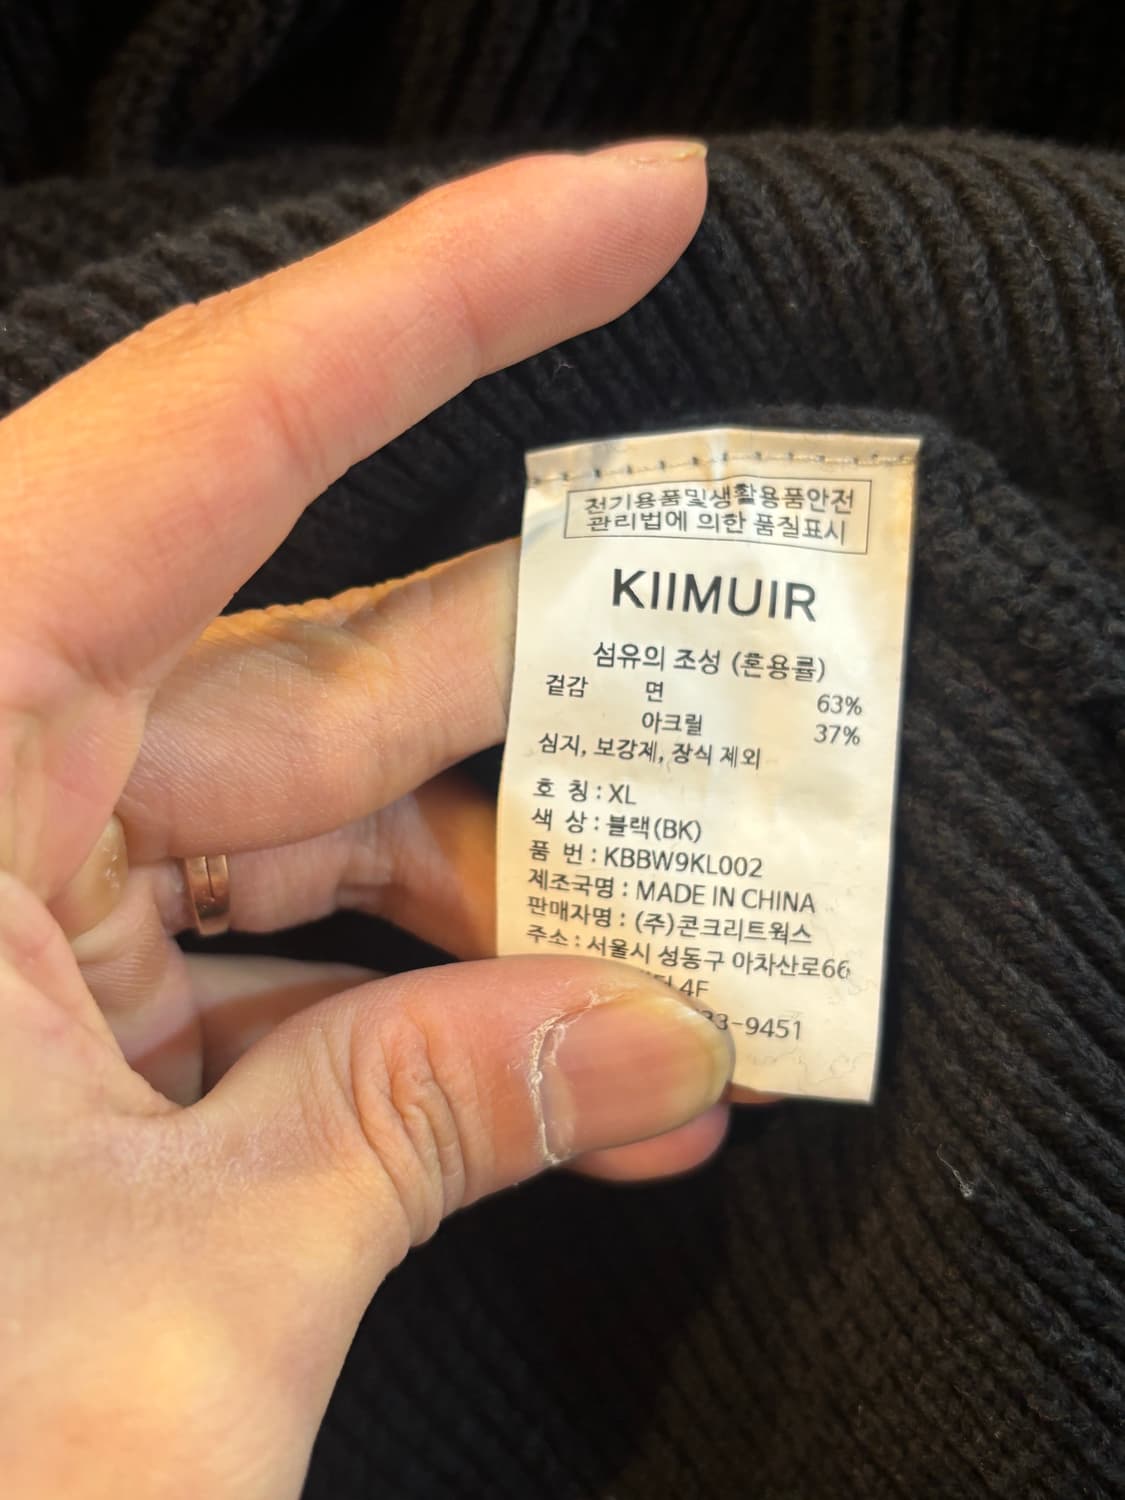 전기용품및생활용품안전
관리법에 의한 품질표시
KIIMUIR
섬유의 조성 (혼용률)
겉감 면 63%
아크릴 37%
심지, 보강제, 장식 제외
호 칭 : XL
색 상 : 블랙(BK)
품 번 : KBBW9KL002
제조국명 : MADE IN CHINA
판매자명 : (주)콘크리트웍스
주소 : 서울시 성동구 아차산로66
4F
33-9451